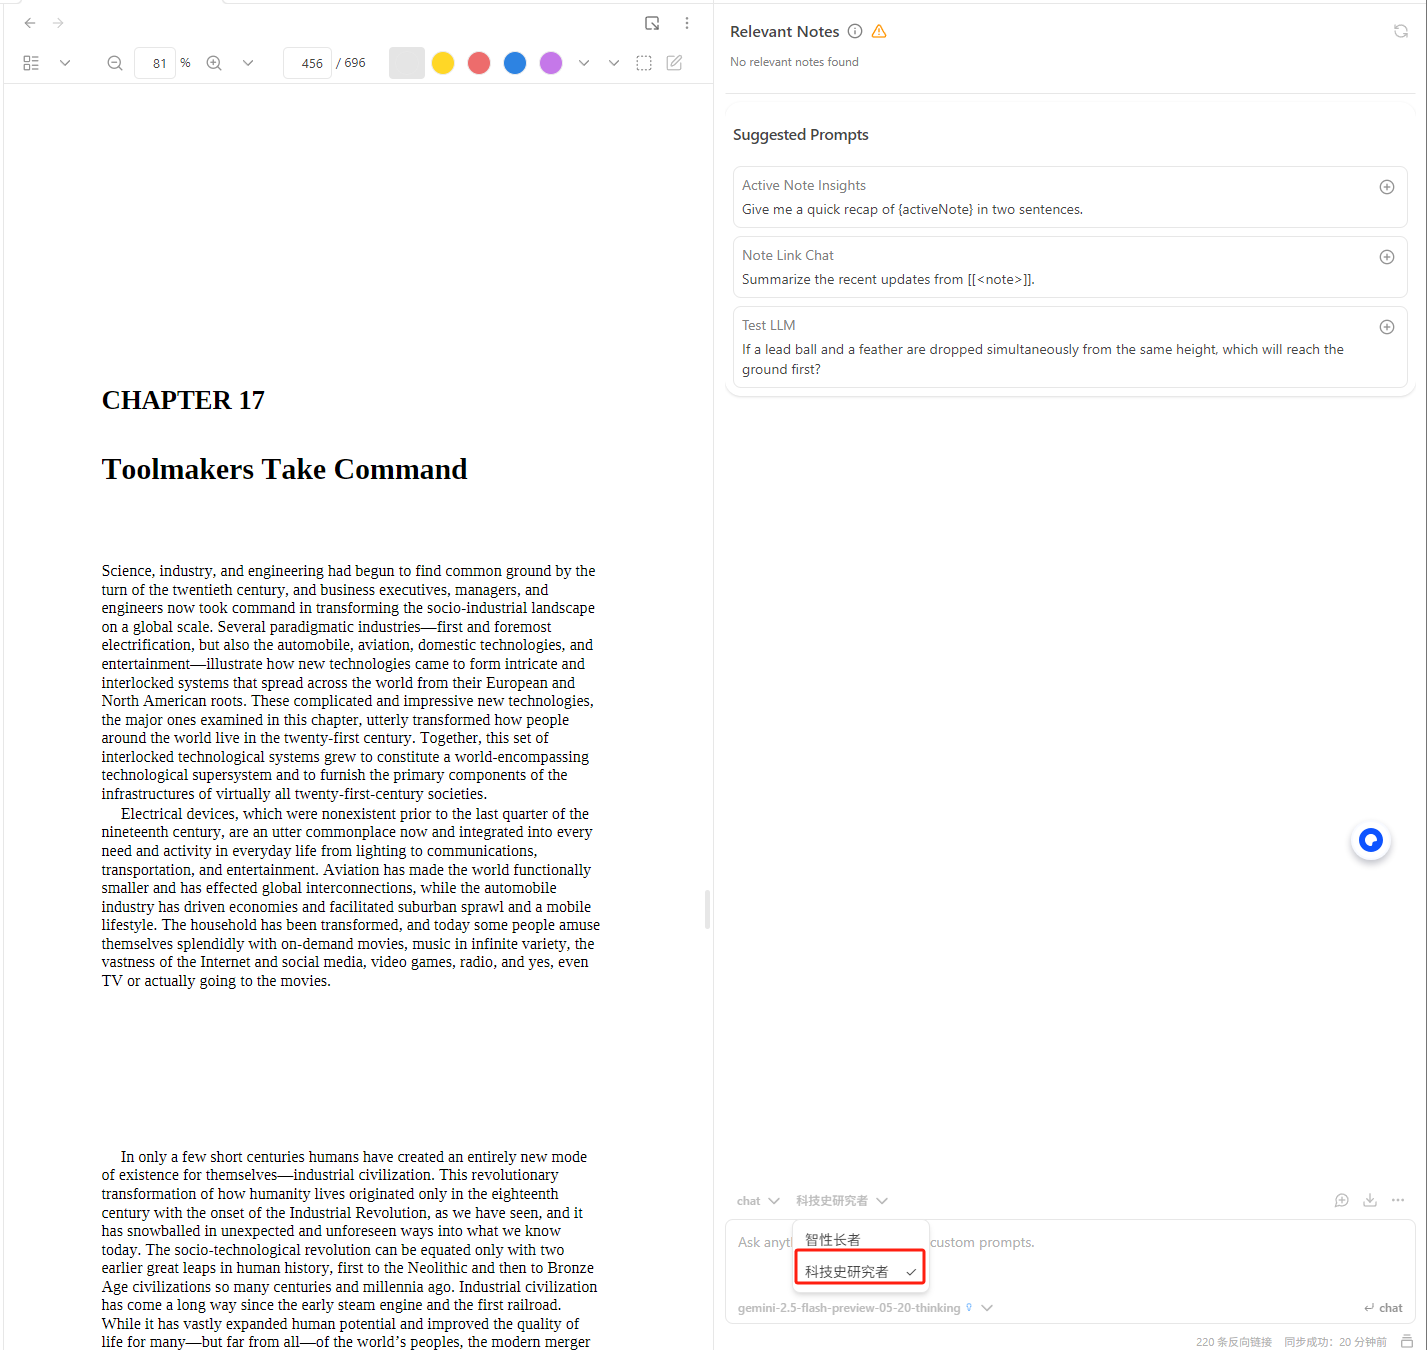 81 %
456 / 696
CHAPTER 17
Toolmakers Take Command
Science, industry, and engineering had begun to find common ground by the
turn of the twentieth century, and business executives, managers, and
engineers now took command in transforming the socio-industrial landscape
on a global scale. Several paradigmatic industries—first and foremost
electrification, but also the automobile, aviation, domestic technologies, and
entertainment—illustrate how new technologies came to form intricate and
interlocked systems that spread across the world from their European and
North American roots. These complicated and impressive new technologies,
the major ones examined in this chapter, utterly transformed how people
around the world live in the twenty-first century. Together, this set of
interlocked technological systems grew to constitute a world-encompassing
technological supersystem and to furnish the primary components of the
infrastructures of virtually all twenty-first-century societies.
Electrical devices, which were nonexistent prior to the last quarter of the
nineteenth century, are an utter commonplace now and integrated into every
need and activity in everyday life from lighting to communications,
transportation, and entertainment. Aviation has made the world functionally
smaller and has effected global interconnections, while the automobile
industry has driven economies and facilitated suburban sprawl and a mobile
lifestyle. The household has been transformed, and today some people amuse
themselves splendidly with on-demand movies, music in infinite variety, the
vastness of the Internet and social media, video games, radio, and yes, even
TV or actually going to the movies.
In only a few short centuries humans have created an entirely new mode
of existence for themselves—industrial civilization. This revolutionary
transformation of how humanity lives originated only in the eighteenth
century with the onset of the Industrial Revolution, as we have seen, and it
has snowballed in unexpected and unforeseen ways into what we know
today. The socio-technological revolution can be equated only with two
earlier great leaps in human history, first to the Neolithic and then to Bronze
Age civilizations so many centuries and millennia ago. Industrial civilization
has come a long way since the early steam engine and the first railroad.
While it has vastly expanded human potential and improved the quality of
life for many—but far from all—of the world's peoples, the modern merger
Relevant Notes
No relevant notes found
Suggested Prompts
Active Note Insights
Give me a quick recap of {activeNote} in two sentences.
Note Link Chat
Summarize the recent updates from [[<note>]].
Test LLM
If a lead ball and a feather are dropped simultaneously from the same height, which will reach the
ground first?
chat 科技史研究者
Ask anyt custom prompts.
智性长者
科技史研究者
gemini-2.5-flash-preview-05-20-thinking
chat
220 条反向链接 同步成功：20 分钟前